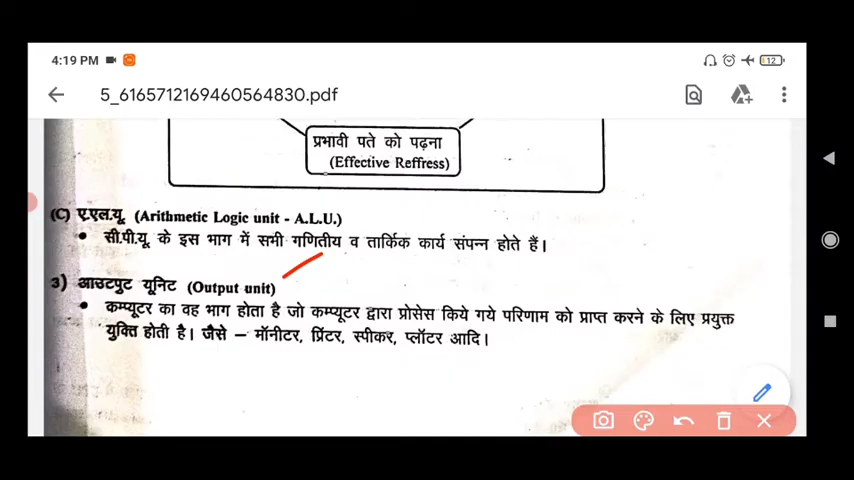 4:19 PM
12
5_6165712169460564830.pdf
प्रभावी पते को पढ़ना
(Effective Reffress)
(C) ए.एल.यू. (Arithmetic Logic unit - A.L.U.)
• सी.पी.यू. के इस भाग में सभी गणितीय व तार्किक कार्य संपन्न होते हैं।
3) आउटपुट यूनिट (Output unit)
• कम्प्यूटर का वह भाग होता है जो कम्प्यूटर द्वारा प्रोसेस किये गये परिणाम को प्राप्त करने के लिए प्रयुक्त
युक्ति होती है। जैसे – मॉनीटर, प्रिंटर, स्पीकर, प्लॉटर आदि।